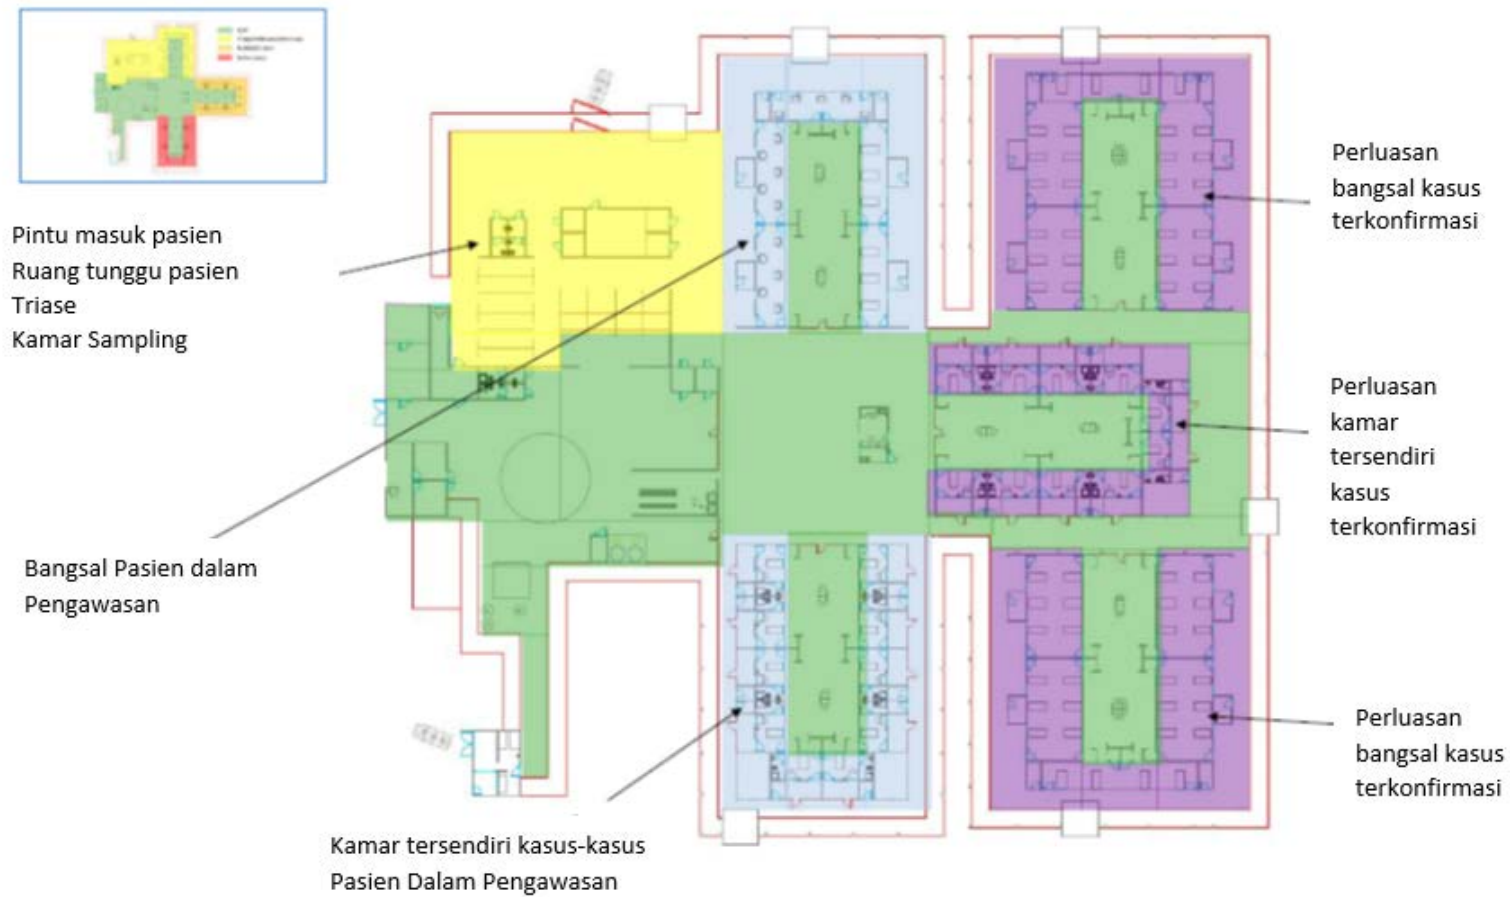 Pintu masuk pasien
Ruang tunggu pasien
Triase
Kamar Sampling
Bangsal Pasien dalam
Pengawasan
Kamar tersendiri kasus-kasus
Pasien Dalam Pengawasan
Perluasan
bangsal kasus
terkonfirmasi
Perluasan
kamar
tersendiri
kasus
terkonfirmasi
Perluasan
bangsal kasus
terkonfirmasi